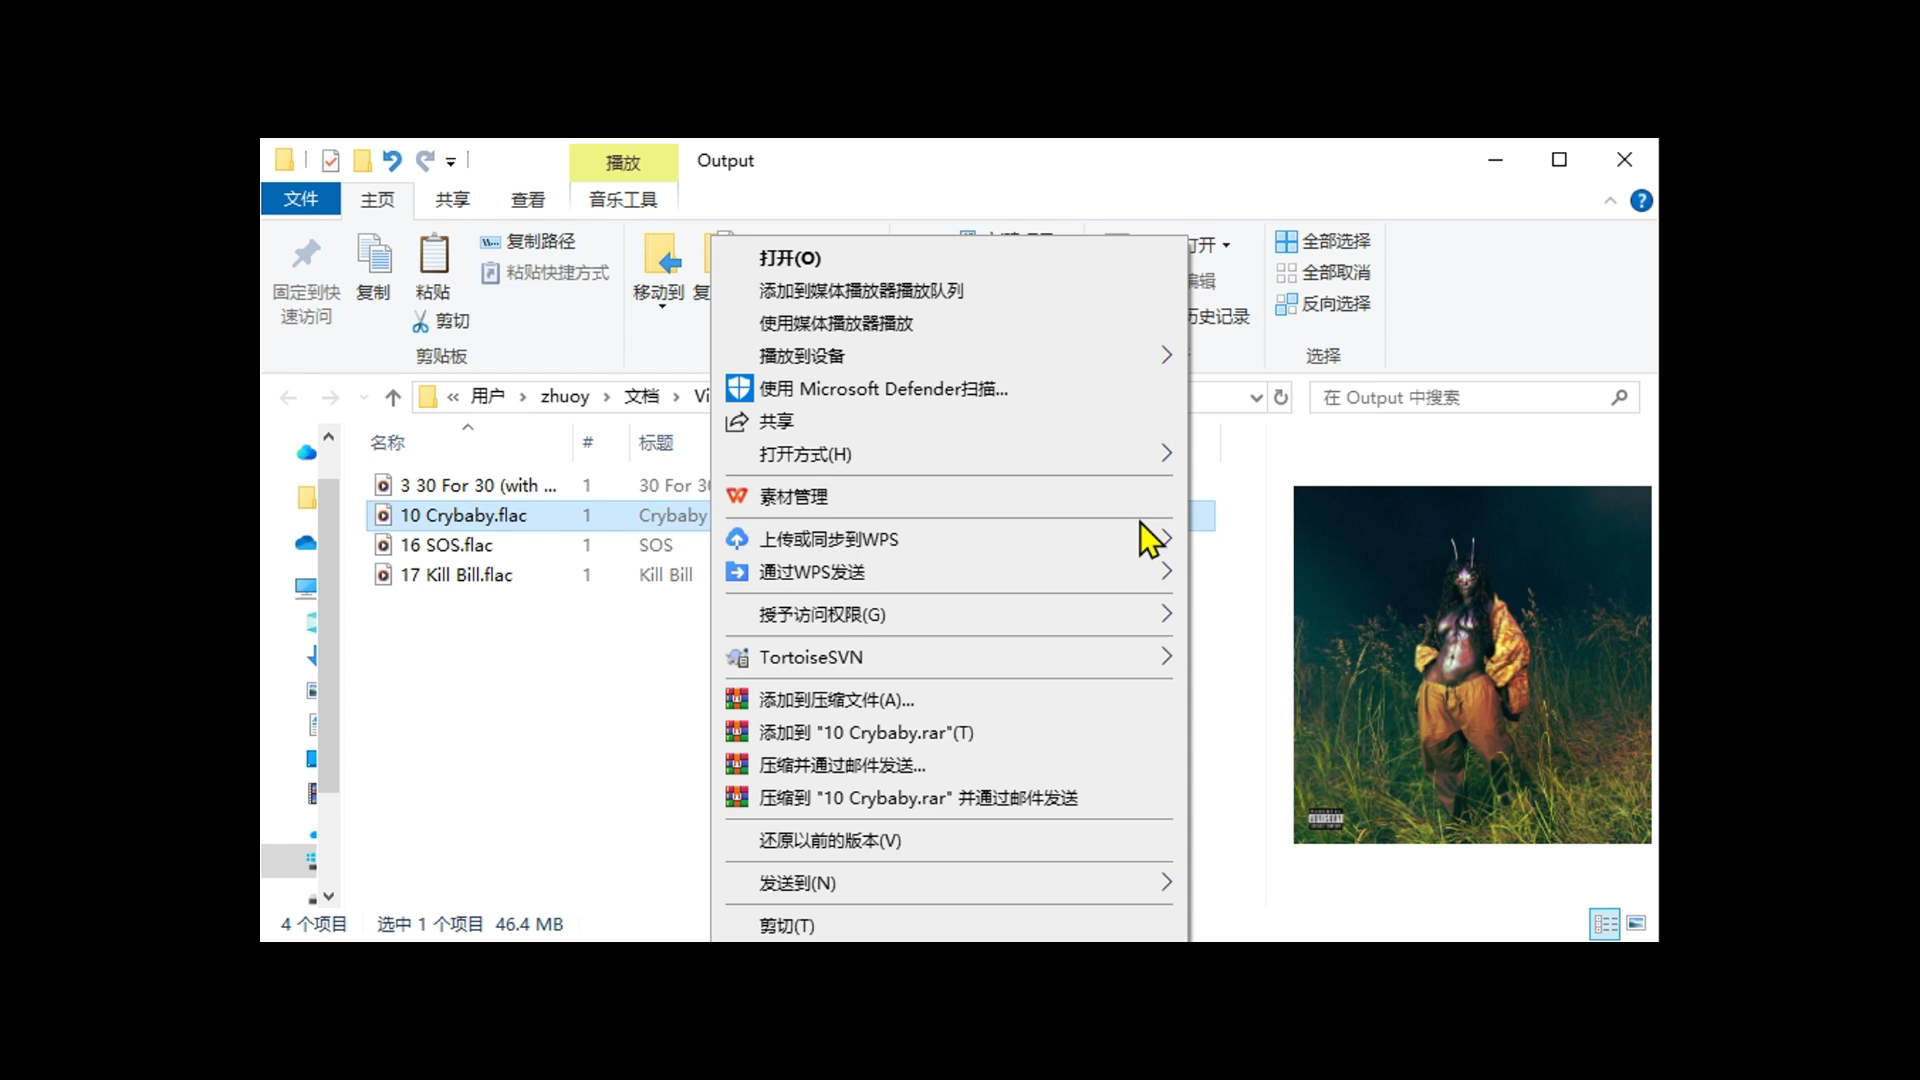 播放
Output
文件
主页
共享
查看
音乐工具
固定到快
速访问
复制
粘贴
复制路径
粘贴快捷方式
剪切
剪贴板
移动到
复
全部选择
全部取消
反向选择
历史记录
选择
« 用户 › zhuoy › 文档 › Vi
在 Output 中搜索
名称 # 标题
3 30 For 30 (with ... 1 30 For 30
10 Crybaby.flac 1 Crybaby
16 SOS.flac 1 SOS
17 Kill Bill.flac 1 Kill Bill
打开(O)
添加到媒体播放器播放队列
使用媒体播放器播放
播放到设备
使用 Microsoft Defender扫描...
共享
打开方式(H)
素材管理
上传或同步到WPS
通过WPS发送
授予访问权限(G)
TortoiseSVN
添加到压缩文件(A)...
添加到 "10 Crybaby.rar"(T)
压缩并通过邮件发送...
压缩到 "10 Crybaby.rar" 并通过邮件发送
还原以前的版本(V)
发送到(N)
剪切(T)
4 个项目 选中 1 个项目 46.4 MB